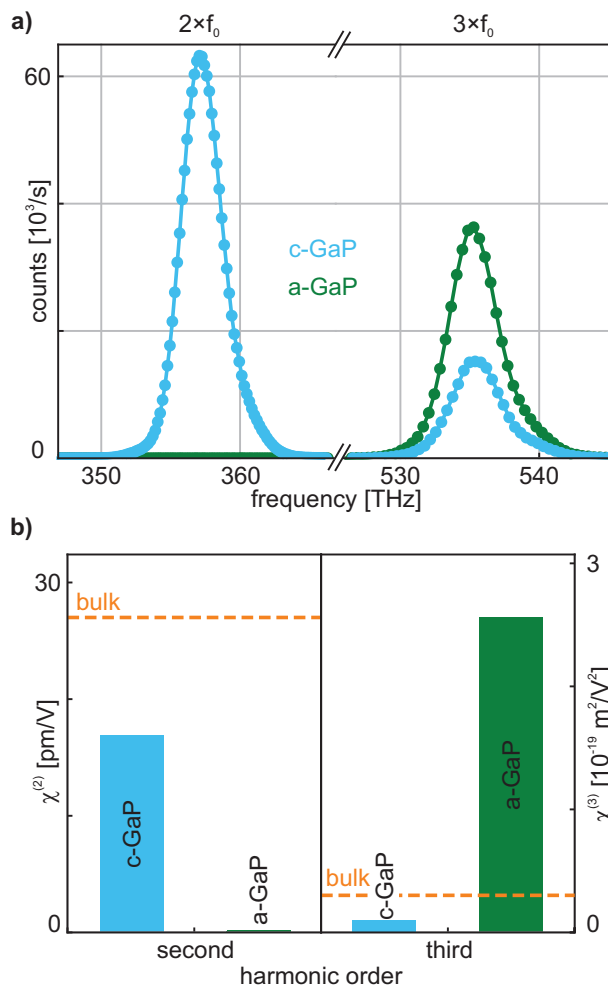 a)
2×f₀
3×f₀
60
c-GaP
a-GaP
counts [10³/s]
0
350
360
530
540
frequency [THz]
b)
30
3
bulk
χ⁽²⁾ [pm/V]
c-GaP
a-GaP
bulk
c-GaP
a-GaP
χ⁽³⁾ [10⁻¹⁹ m²/V²]
0
0
second
third
harmonic order